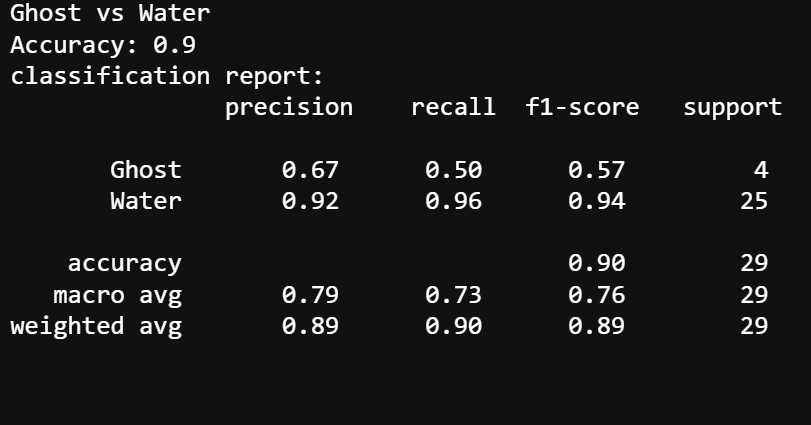 Ghost vs Water
Accuracy: 0.9
classification report:
precision recall f1-score support
Ghost 0.67 0.50 0.57 4
Water 0.92 0.96 0.94 25
accuracy 0.90 29
macro avg 0.79 0.73 0.76 29
weighted avg 0.89 0.90 0.89 29